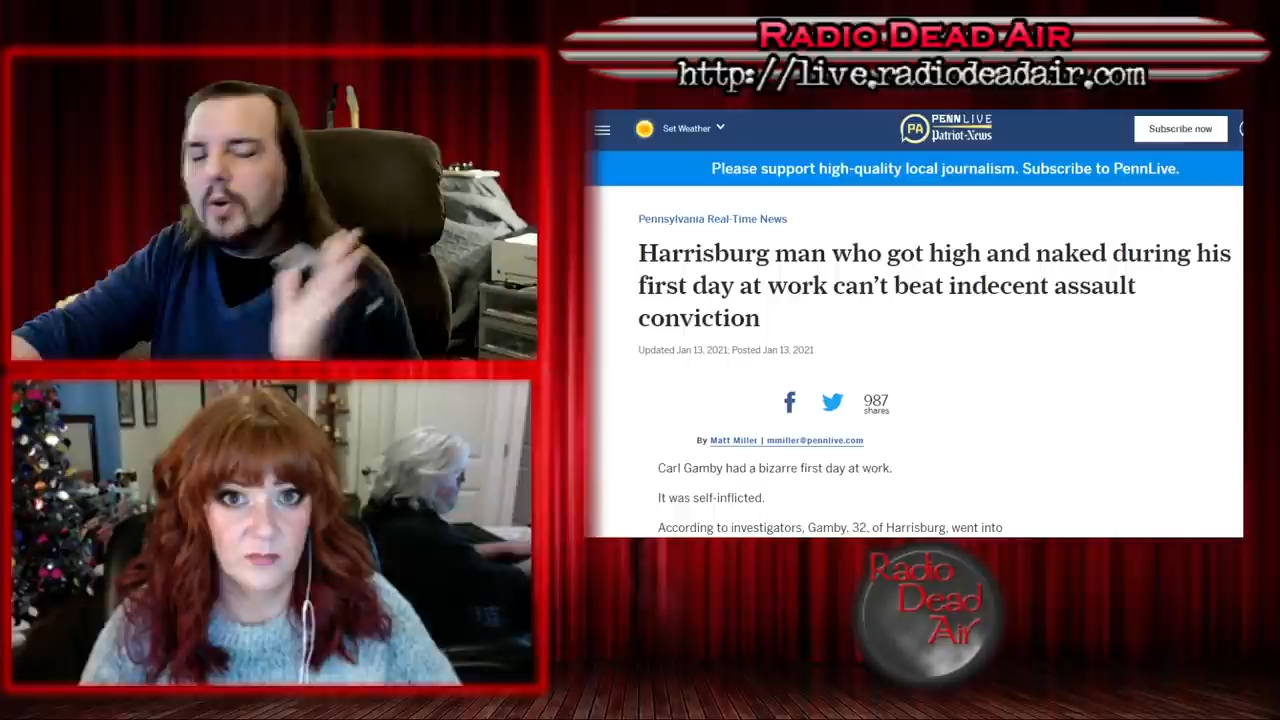 RADIO DEAD AIR
http://live.radiodeadair.com
Set Weather
PA PENNLIVE
Patriot-News
Subscribe now
Please support high-quality local journalism. Subscribe to PennLive.
Pennsylvania Real-Time News
Harrisburg man who got high and naked during his
first day at work can’t beat indecent assault
conviction
Updated Jan 13, 2021; Posted Jan 13, 2021
987
shares
By Matt Miller | mmiller@pennlive.com
Carl Gamby had a bizarre first day at work.
It was self-inflicted.
According to investigators, Gamby, 32, of Harrisburg, went into
Radio
Dead
Air